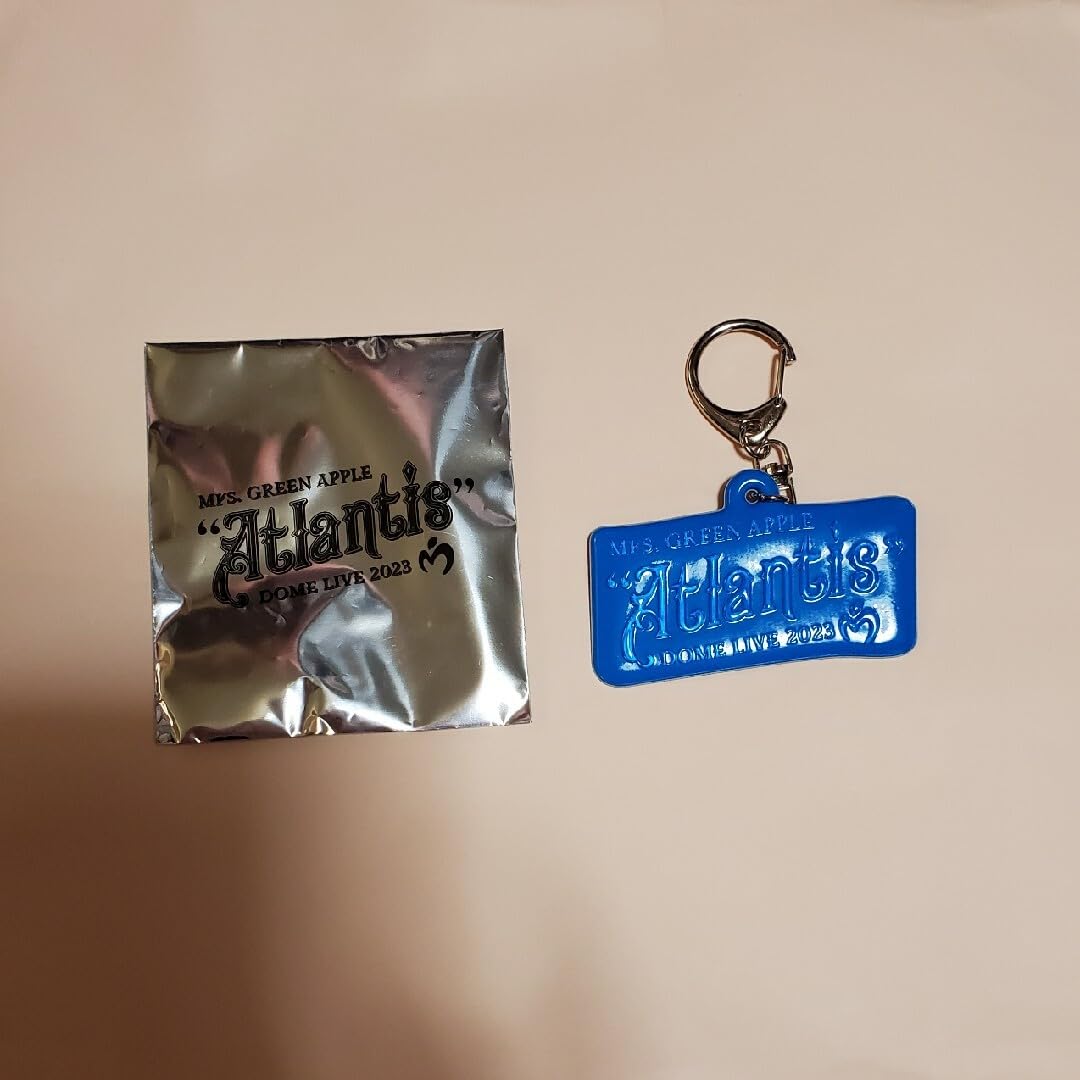 MRS. GREEN APPLE
“Atlantis”
DOME LIVE 2023
MRS. GREEN APPLE
“Atlantis”
DOME LIVE 2023